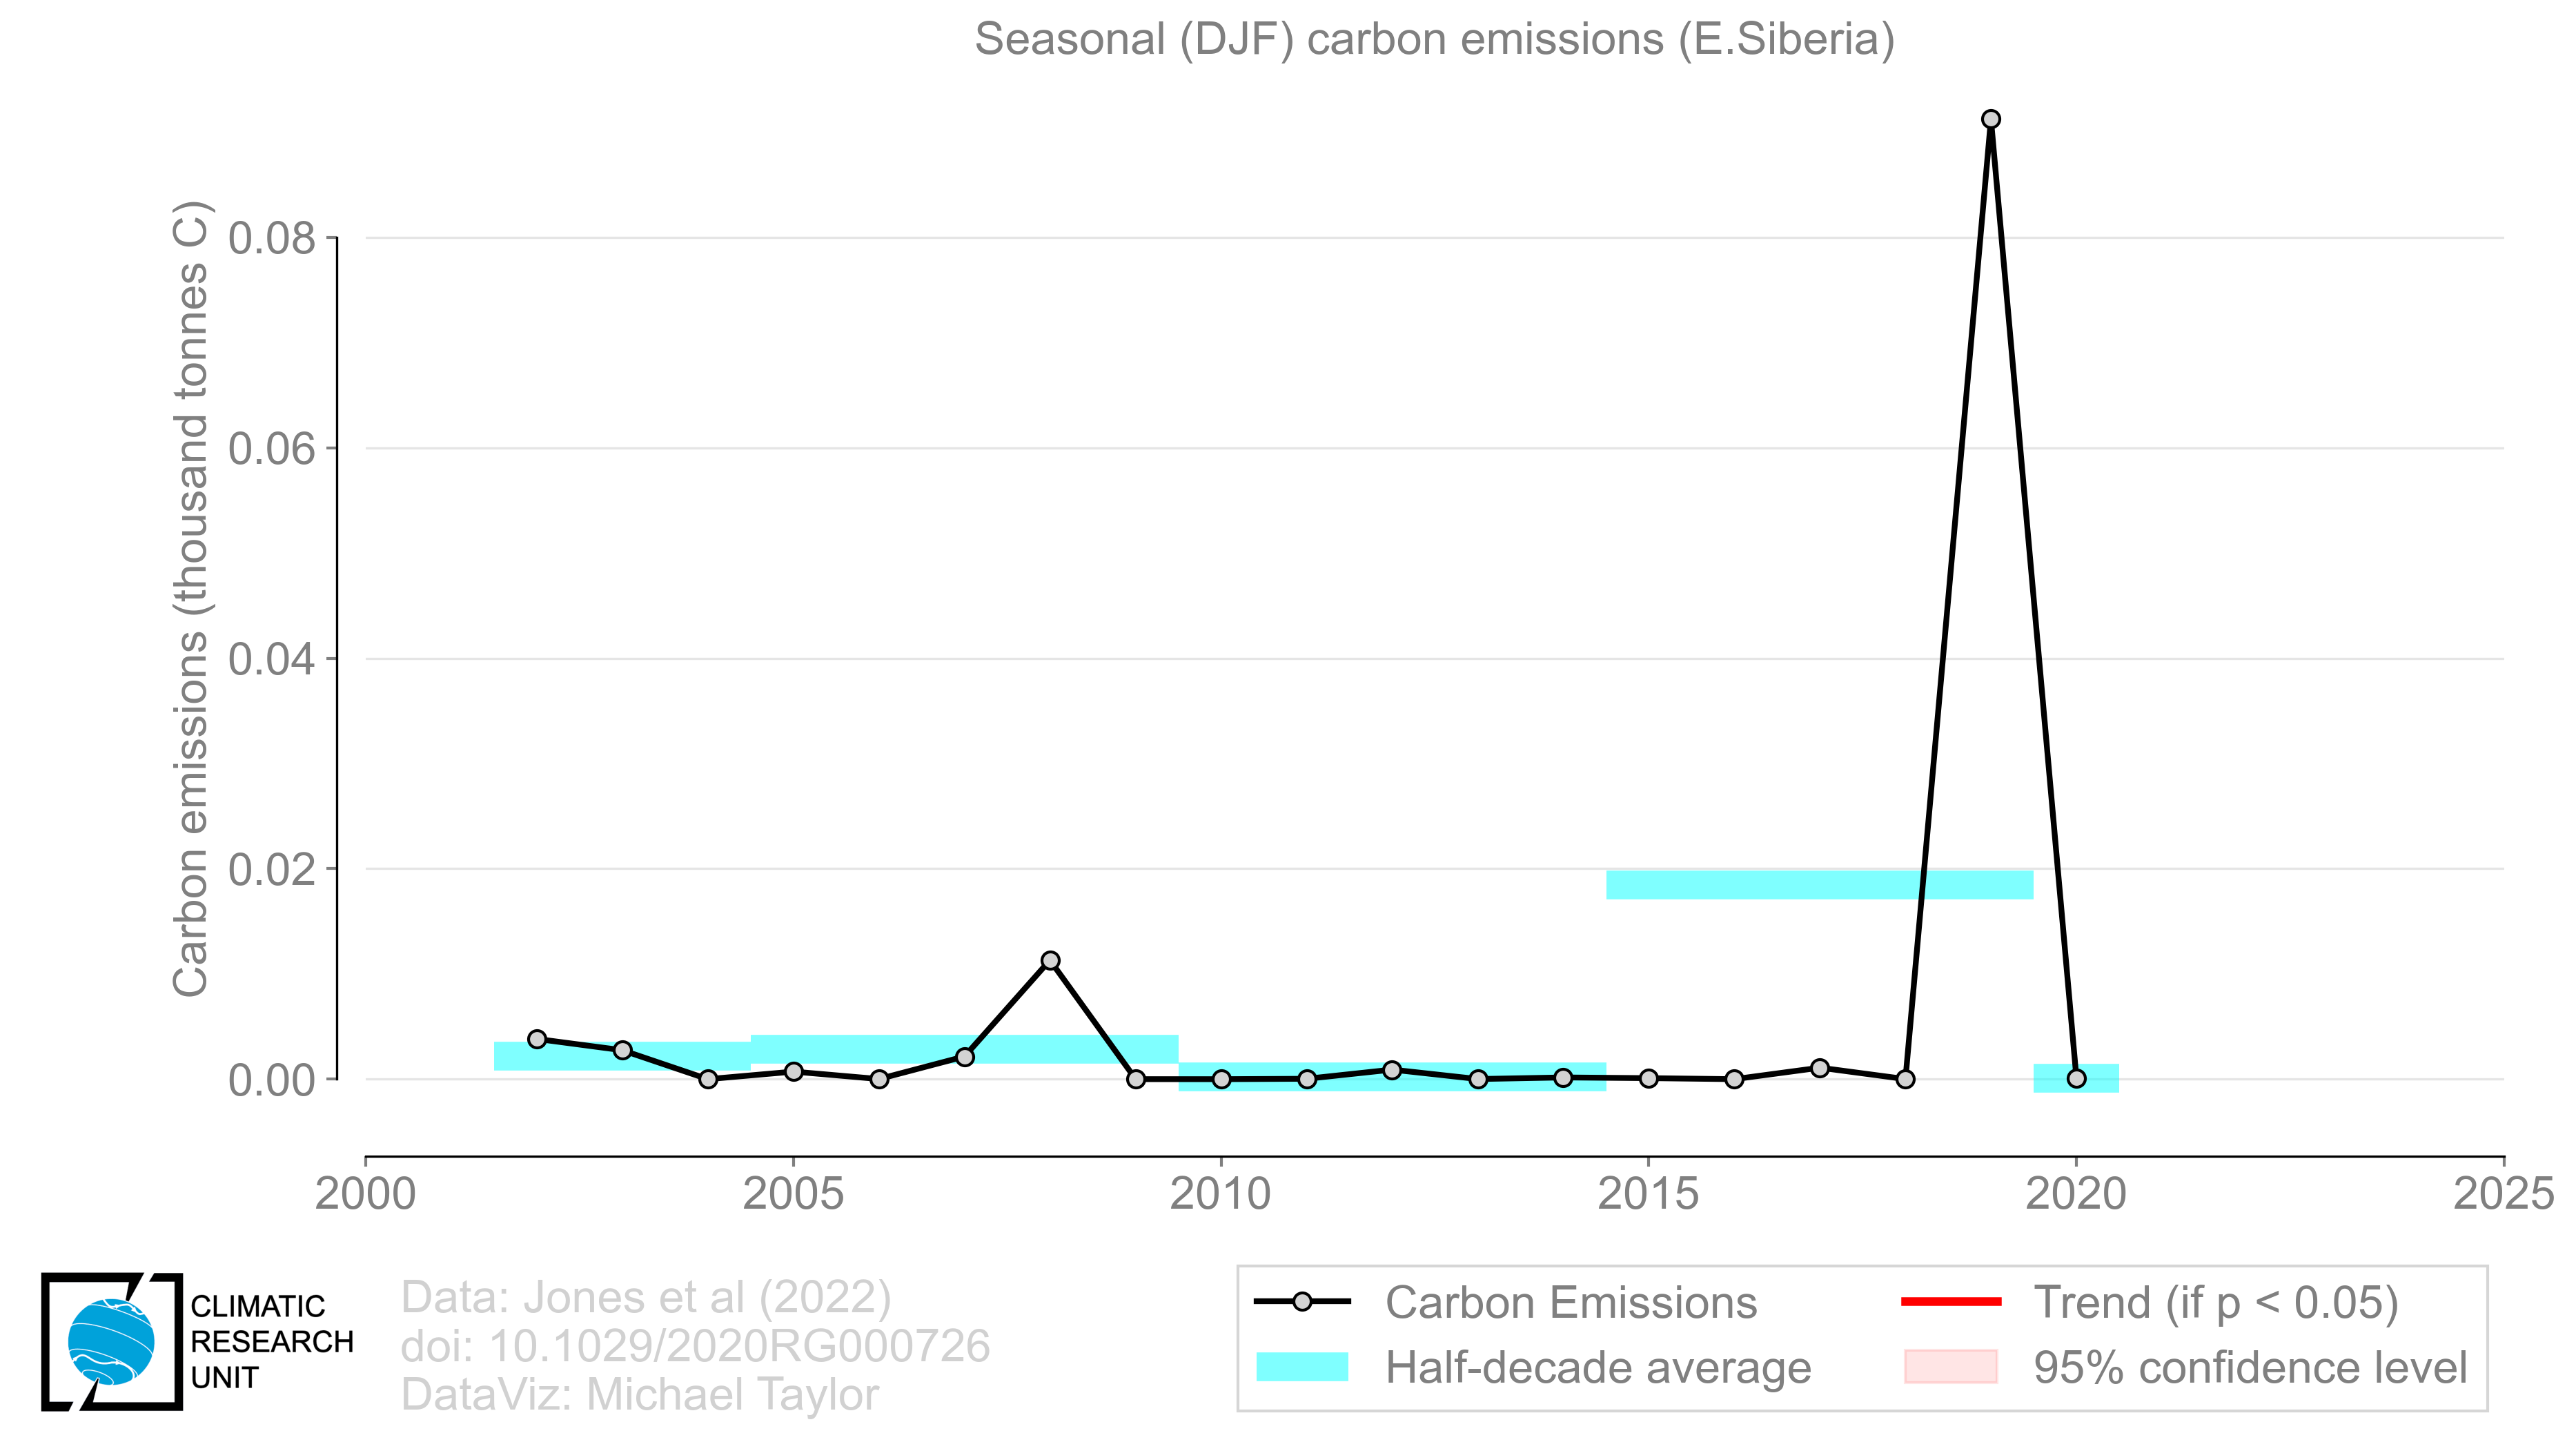 Seasonal (DJF) carbon emissions (E.Siberia)
Carbon emissions (thousand tonnes C)
0.08
0.06
0.04
0.02
0.00
2000
2005
2010
2015
2020
2025
CLIMATIC
RESEARCH
UNIT
Data: Jones et al (2022)
doi: 10.1029/2020RG000726
DataViz: Michael Taylor
Carbon Emissions
Half-decade average
Trend (if p < 0.05)
95% confidence level